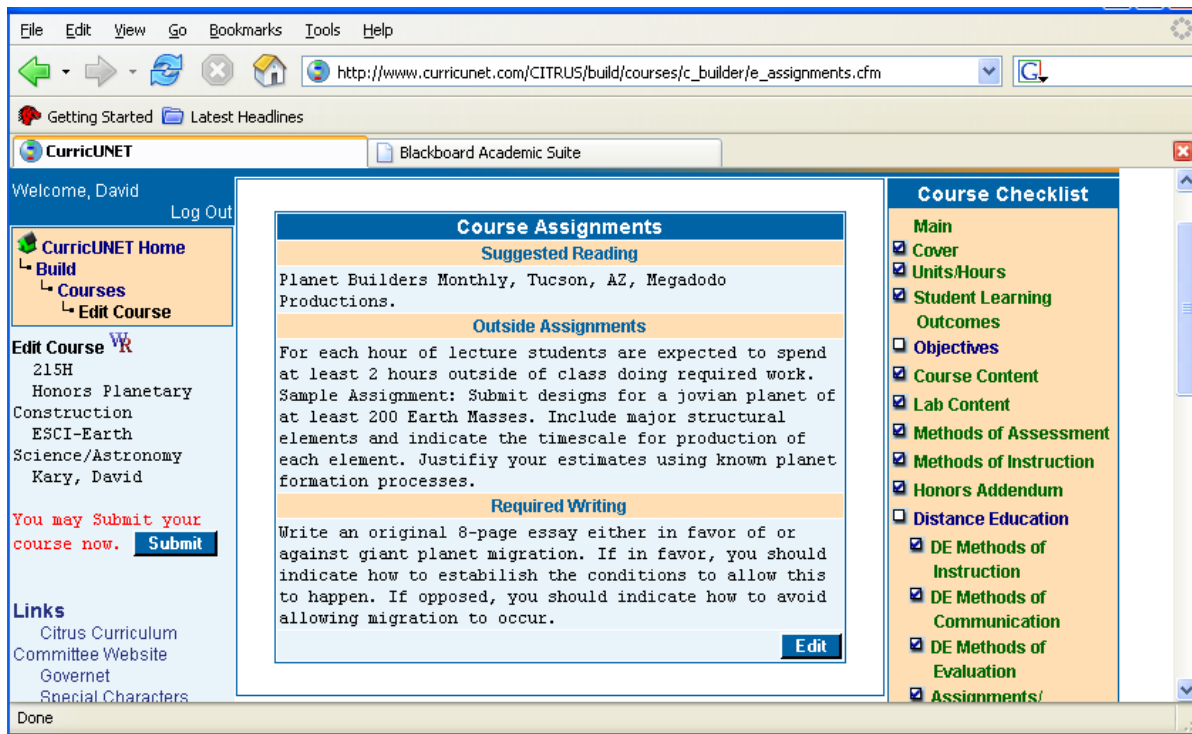 File Edit View Go Bookmarks Tools Help
http://www.curricunet.com/CITRUS/build/courses/c_builder/e_assignments.cfm
G
Getting Started Latest Headlines
CurricUNET Blackboard Academic Suite
Welcome, David
Log Out
CurricUNET Home
Build
Courses
Edit Course
Edit Course WR
215H
Honors Planetary
Construction
ESCI-Earth
Science/Astronomy
Kary, David
You may Submit your
course now. Submit
Links
Citrus Curriculum
Committee Website
Governet
Special Characters
Course Assignments
Suggested Reading
Planet Builders Monthly, Tucson, AZ, Megadodo
Productions.
Outside Assignments
For each hour of lecture students are expected to spend
at least 2 hours outside of class doing required work.
Sample Assignment: Submit designs for a jovian planet of
at least 200 Earth Masses. Include major structural
elements and indicate the timescale for production of
each element. Justifiy your estimates using known planet
formation processes.
Required Writing
Write an original 8-page essay either in favor of or
against giant planet migration. If in favor, you should
indicate how to estabilish the conditions to allow this
to happen. If opposed, you should indicate how to avoid
allowing migration to occur.
Edit
Course Checklist
Main
Cover
Units/Hours
Student Learning
Outcomes
Objectives
Course Content
Lab Content
Methods of Assessment
Methods of Instruction
Honors Addendum
Distance Education
DE Methods of
Instruction
DE Methods of
Communication
DE Methods of
Evaluation
Assignments/
Done